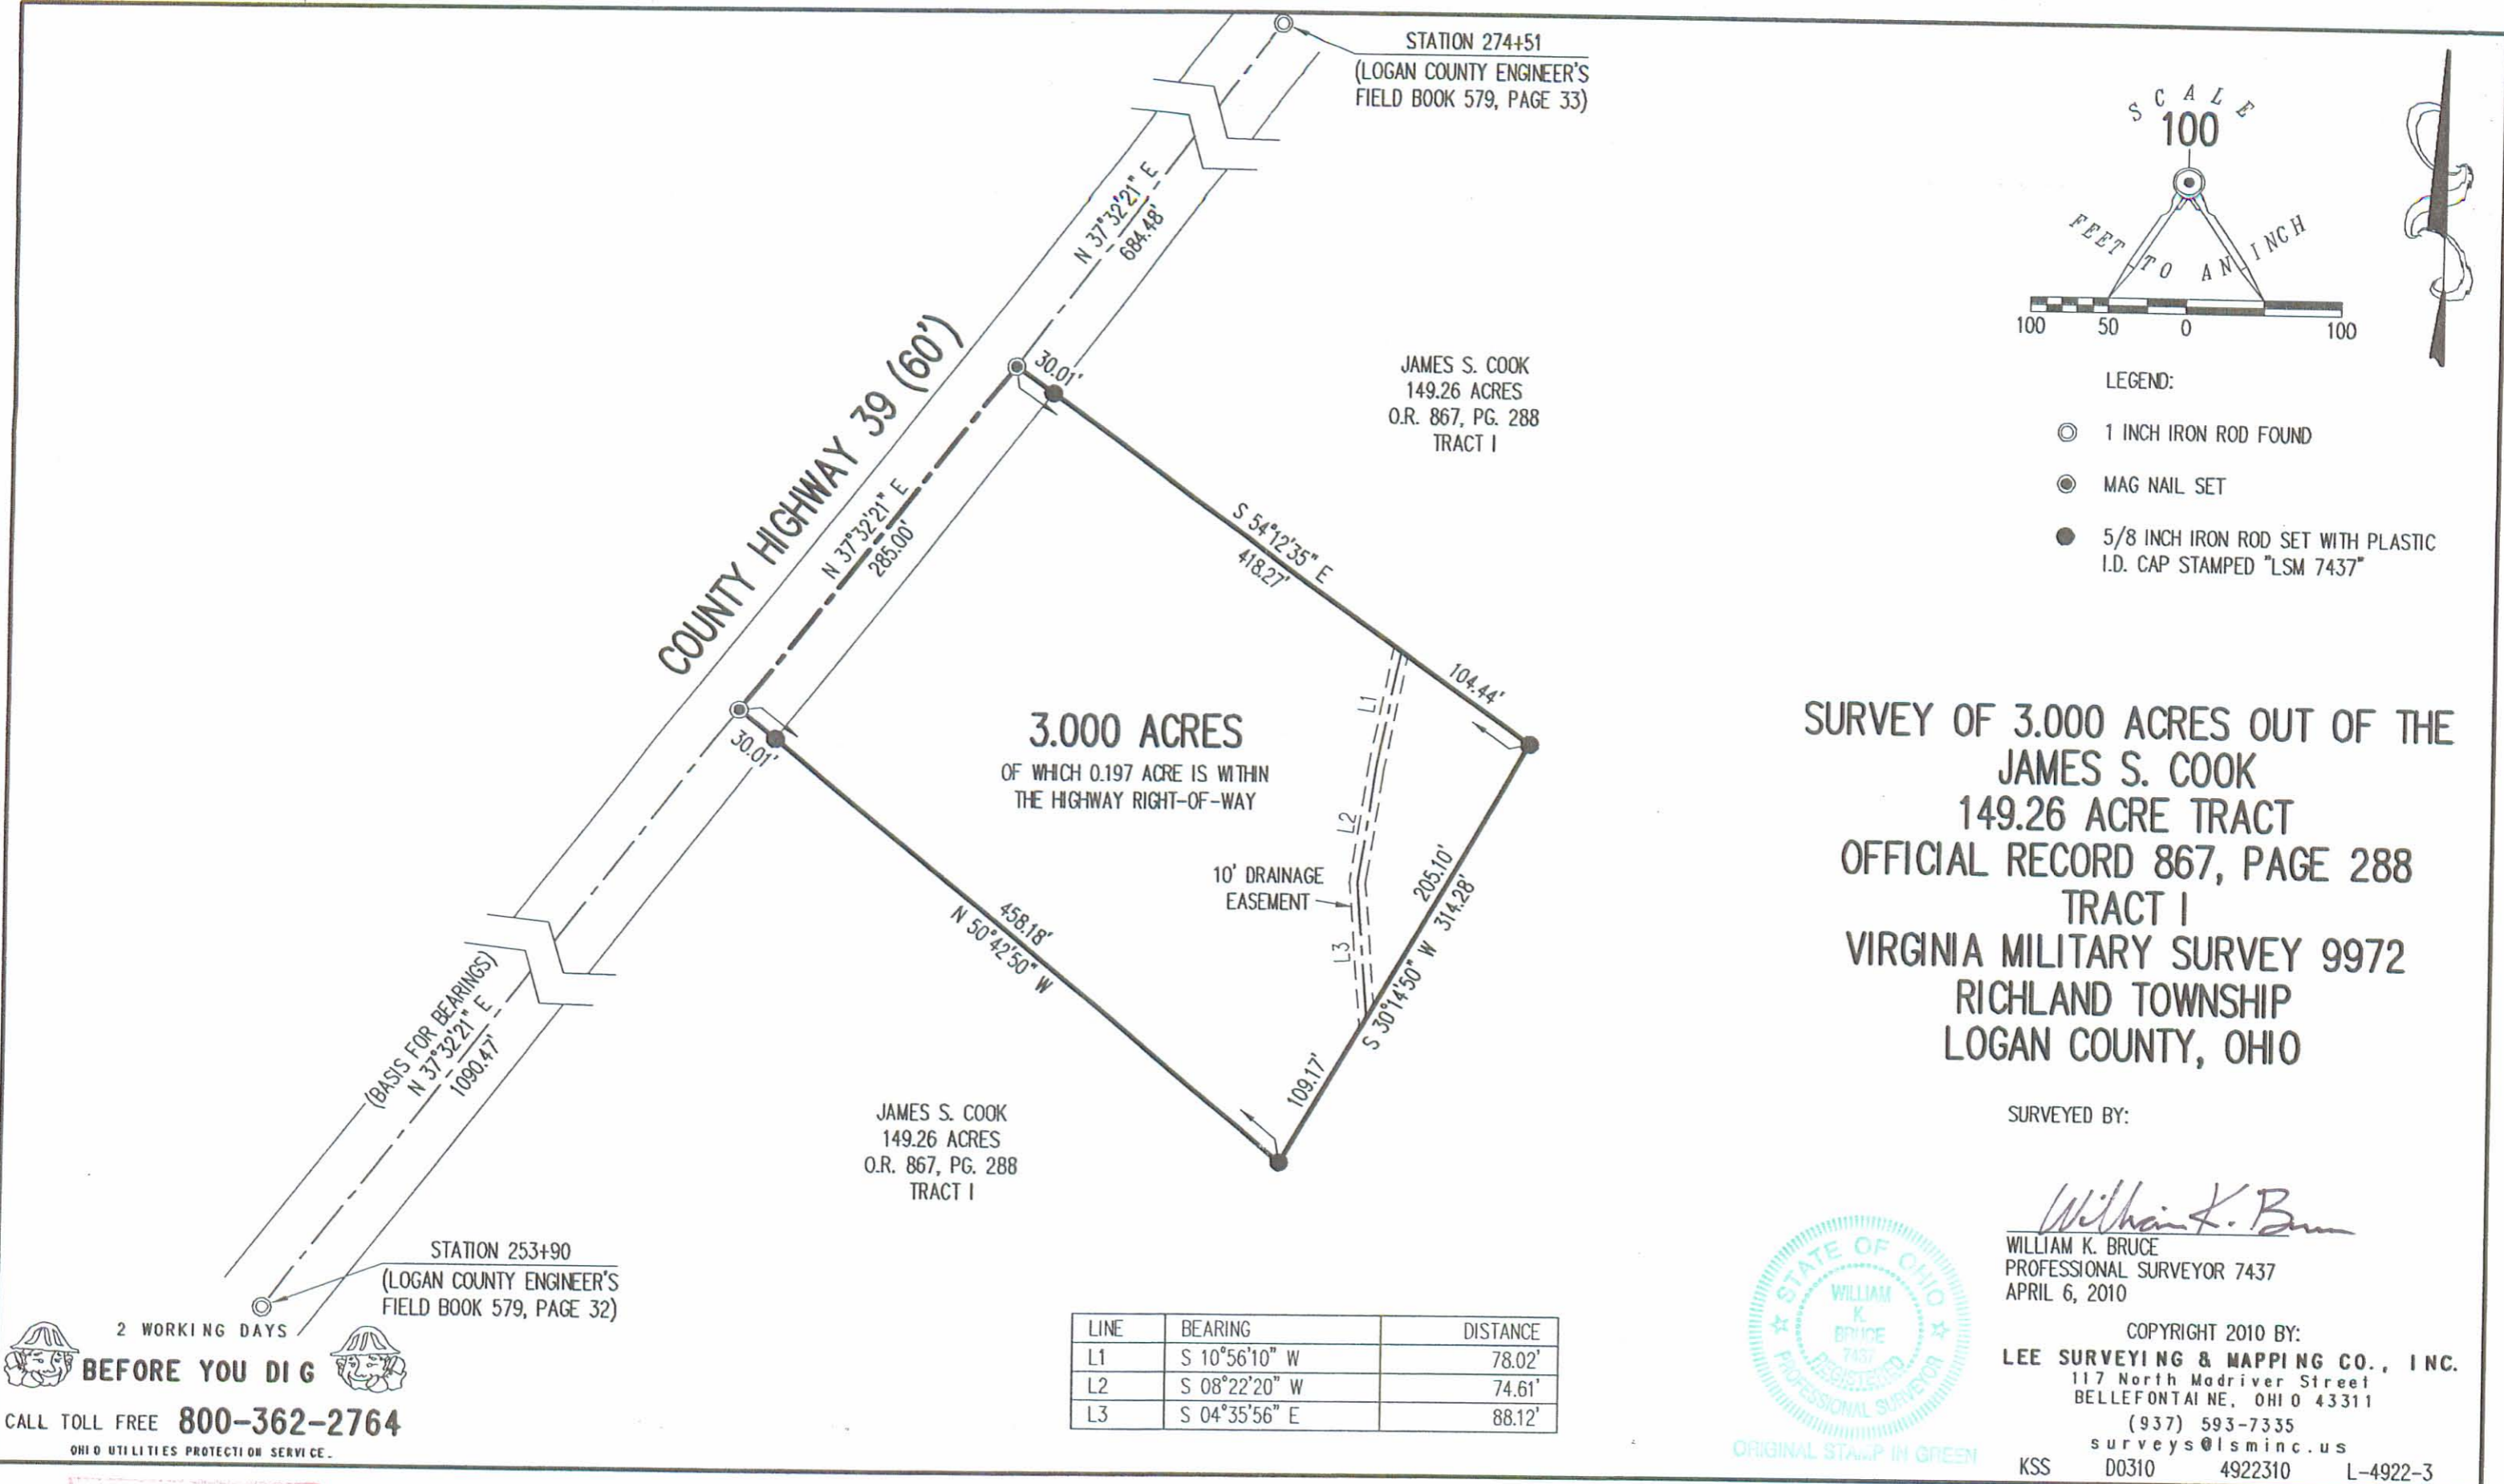 STATION 274+51
(LOGAN COUNTY ENGINEER'S
FIELD BOOK 579, PAGE 33)
SCALE
100
FEET TO AN INCH
100 50 0 100
LEGEND:
1 INCH IRON ROD FOUND
MAG NAIL SET
5/8 INCH IRON ROD SET WITH PLASTIC
I.D. CAP STAMPED "LSM 7437"
N 37°32'21" E
684.48'
COUNTY HIGHWAY 39 (60')
30.01'
JAMES S. COOK
149.26 ACRES
O.R. 867, PG. 288
TRACT I
N 37°32'21" E
285.00'
S 54°12'35" E
418.27'
104.44'
30.01'
3.000 ACRES
OF WHICH 0.197 ACRE IS WITHIN
THE HIGHWAY RIGHT-OF-WAY
L1
L2
L3
10' DRAINAGE
EASEMENT
205.10'
S 30°14'50" W 314.28'
109.17'
458.18'
N 50°42'50" W
(BASIS FOR BEARINGS)
N 37°32'21" E
1090.47'
JAMES S. COOK
149.26 ACRES
O.R. 867, PG. 288
TRACT I
STATION 253+90
(LOGAN COUNTY ENGINEER'S
FIELD BOOK 579, PAGE 32)
SURVEY OF 3.000 ACRES OUT OF THE
JAMES S. COOK
149.26 ACRE TRACT
OFFICIAL RECORD 867, PAGE 288
TRACT I
VIRGINIA MILITARY SURVEY 9972
RICHLAND TOWNSHIP
LOGAN COUNTY, OHIO
SURVEYED BY:
William K. Bruce
WILLIAM K. BRUCE
PROFESSIONAL SURVEYOR 7437
APRIL 6, 2010
COPYRIGHT 2010 BY:
LEE SURVEYING & MAPPING CO., INC.
117 North Madriver Street
BELLEFONTAINE, OHIO 43311
(937) 593-7335
surveys@lsminc.us
KSS D0310 4922310 L-4922-3
STATE OF OHIO
WILLIAM
K.
BRUCE
7437
REGISTERED
PROFESSIONAL SURVEYOR
ORIGINAL STAMP IN GREEN
LINE BEARING DISTANCE
L1 S 10°56'10" W 78.02'
L2 S 08°22'20" W 74.61'
L3 S 04°35'56" E 88.12'
2 WORKING DAYS
BEFORE YOU DIG
CALL TOLL FREE 800-362-2764
OHIO UTILITIES PROTECTION SERVICE.